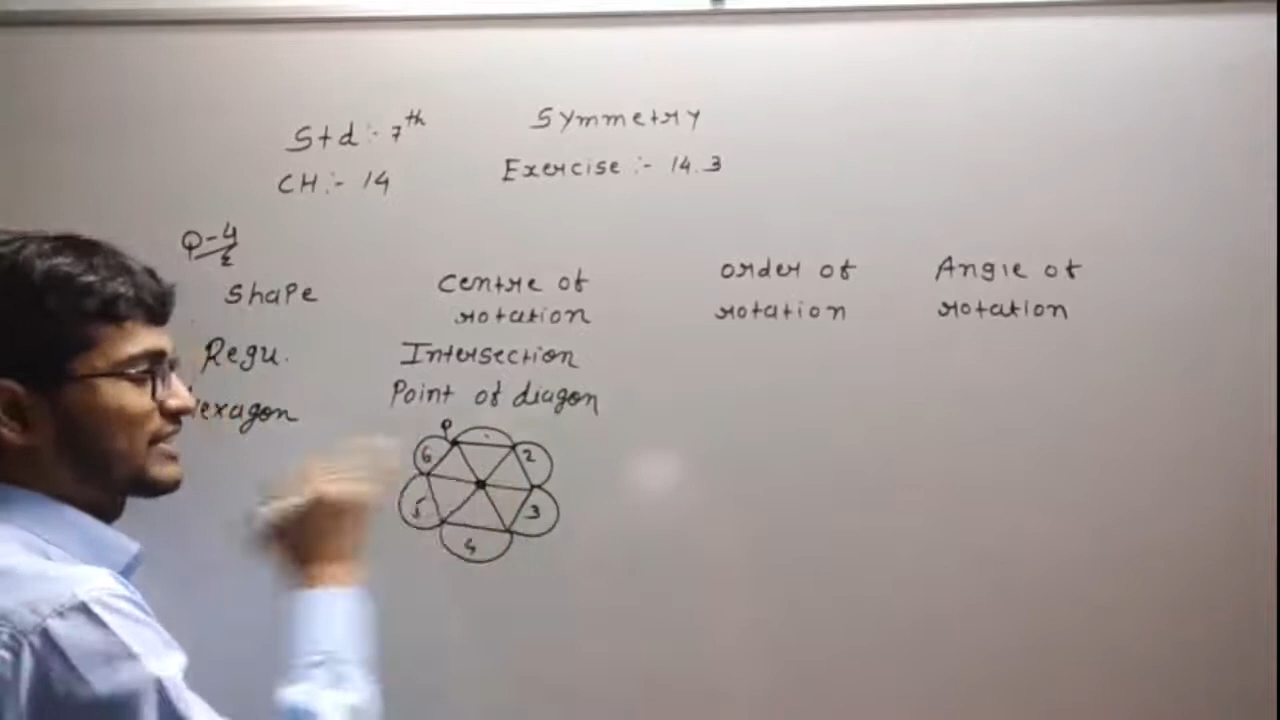 Std :- 7th
Symmetry
CH :- 14
Exercise :- 14.3
Q-4
Shape
Centre of
rotation
order of
rotation
Angle of
rotation
Regu.
Hexagon
Intersection
Point of diagon
P
6
2
5
3
4